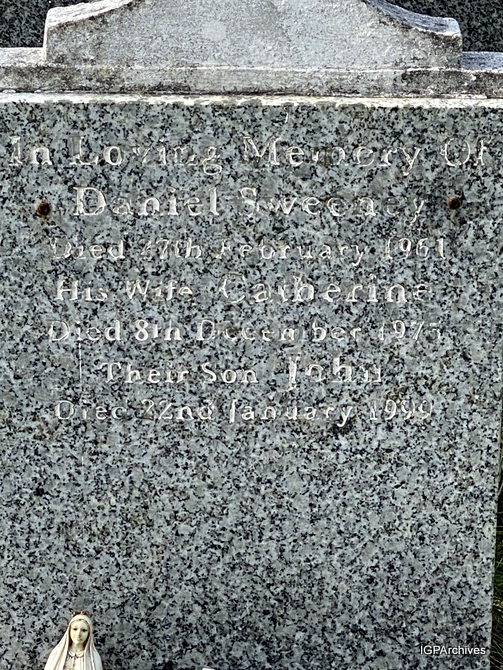 In Loving Memory Of
Daniel Sweeney
Died 27th February 1961
His Wife Catherine
Died 8th December 1975
Their Son John
Died 22nd January 1999
IGPArchives